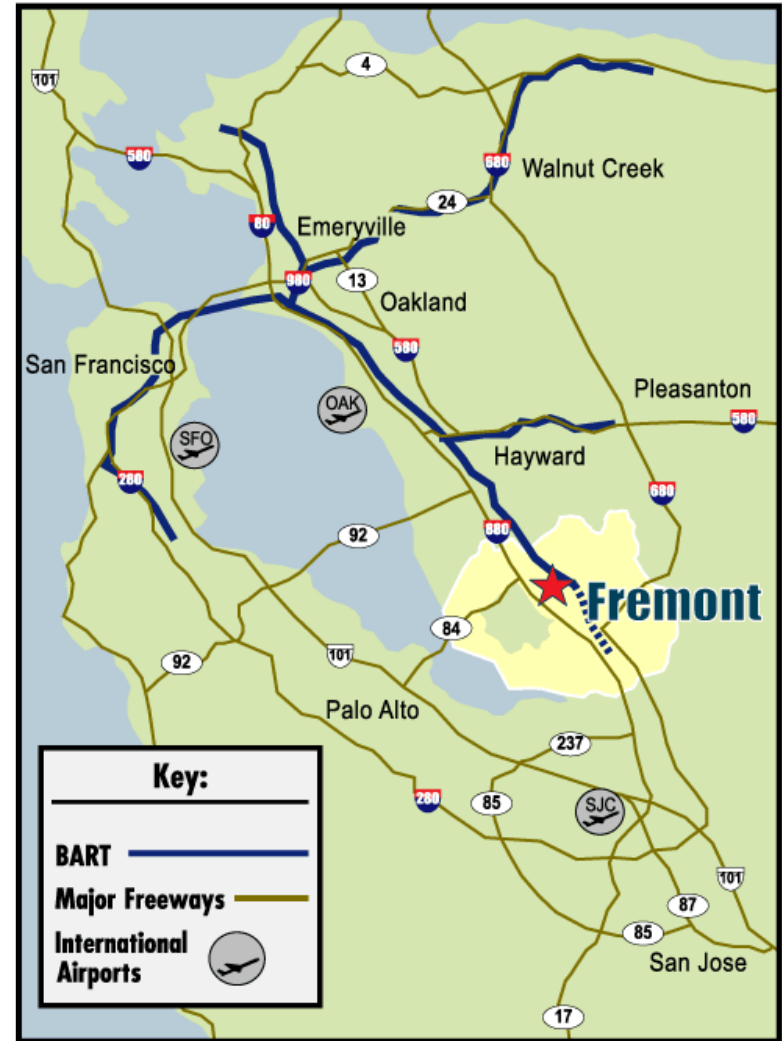 101
4
580
680
Walnut Creek
24
80
Emeryville
980
13
Oakland
580
San Francisco
OAK
Pleasanton
580
SFO
Hayward
280
680
92
880
Fremont
84
101
92
Palo Alto
237
Key:
280
85
SJC
BART
Major Freeways
101
87
International
Airports
85
San Jose
17